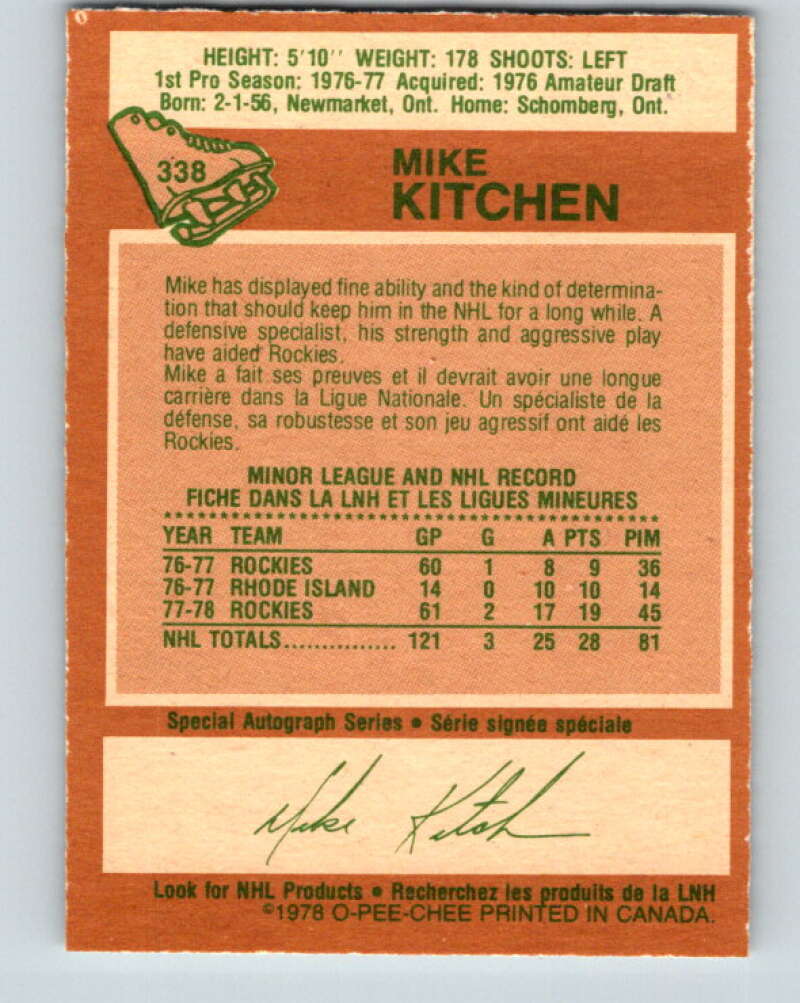 HEIGHT: 5'10'' WEIGHT: 178 SHOOTS: LEFT
1st Pro Season: 1976-77 Acquired: 1976 Amateur Draft
Born: 2-1-56, Newmarket, Ont. Home: Schomberg, Ont.
338
MIKE
KITCHEN
Mike has displayed fine ability and the kind of determina-
tion that should keep him in the NHL for a long while. A
defensive specialist, his strength and aggressive play
have aided Rockies.
Mike a fait ses preuves et il devrait avoir une longue
carrière dans la Ligue Nationale. Un spécialiste de la
défense, sa robustesse et son jeu agressif ont aidé les
Rockies.
MINOR LEAGUE AND NHL RECORD
FICHE DANS LA LNH ET LES LIGUES MINEURES
YEAR TEAM GP G A PTS PIM
76-77 ROCKIES 60 1 8 9 36
76-77 RHODE ISLAND 14 0 10 10 14
77-78 ROCKIES 61 2 17 19 45
NHL TOTALS............... 121 3 25 28 81
Special Autograph Series • Série signée spéciale
Mike Kitch
Look for NHL Products • Recherchez les produits de la LNH
©1978 O-PEE-CHEE PRINTED IN CANADA.